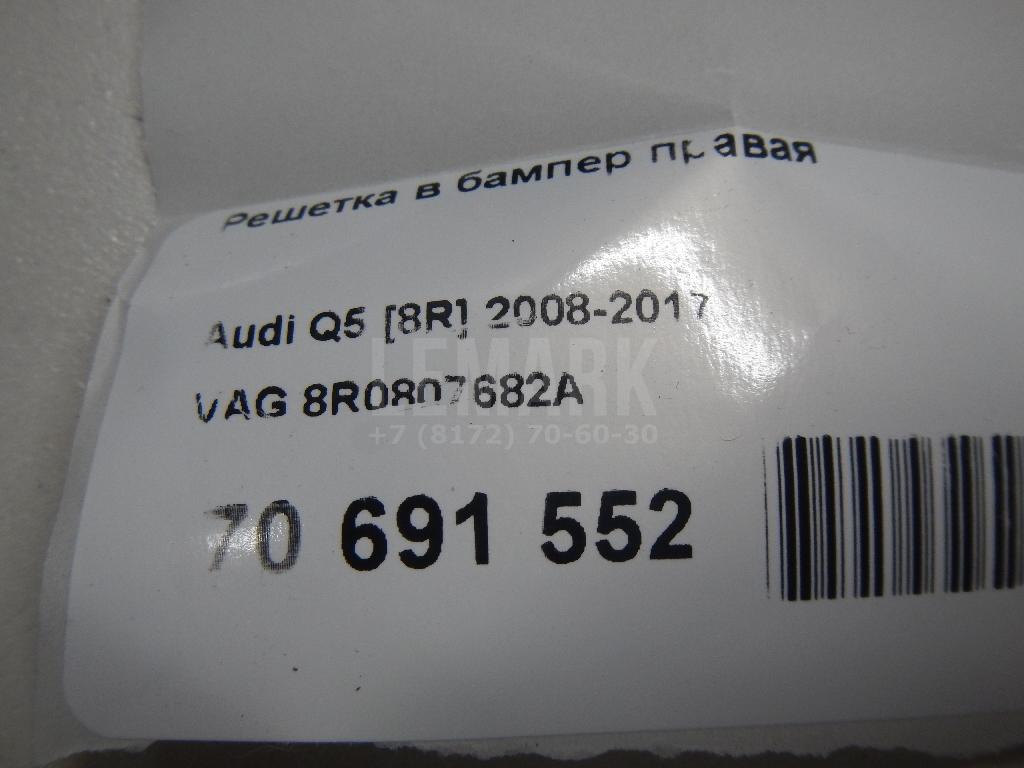 Решетка в бампер правая
Audi Q5 [8R] 2008-2017
VAG 8R0807682A
LEMARK
+7 (8172) 70-60-30
70 691 552